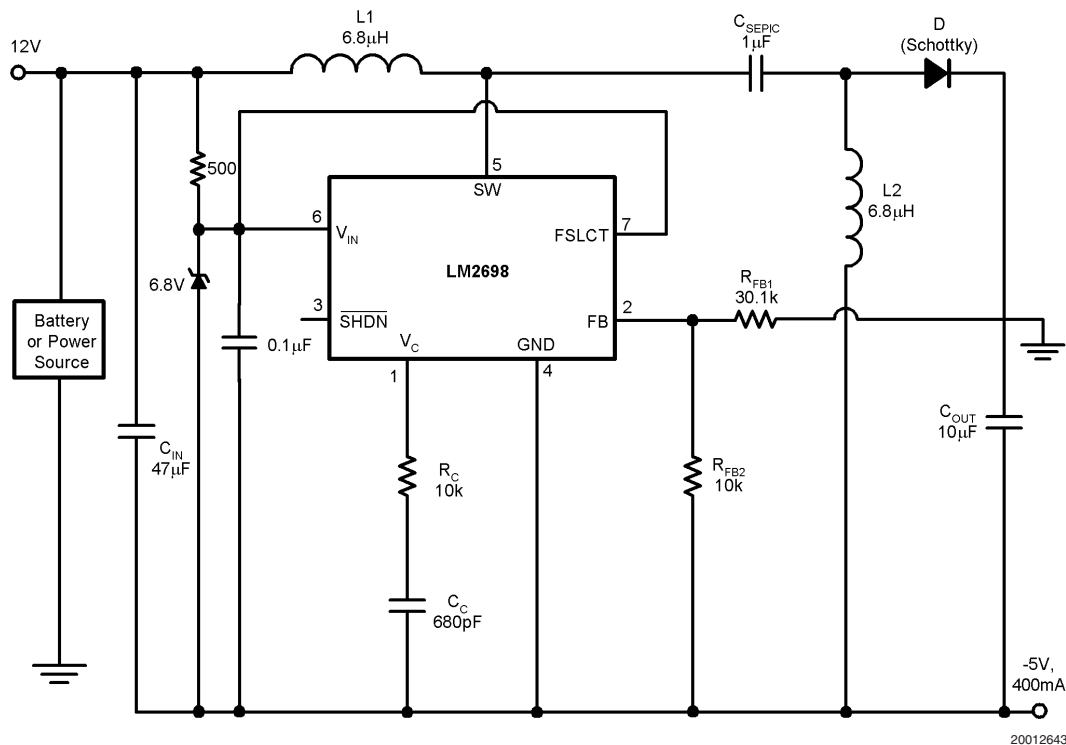 L1
6.8µH
12V
C_SEPIC
1µF
D
(Schottky)
500
5
SW
6
V_IN
7
FSLCT
L2
6.8µH
LM2698
6.8V
3
SHDN
2
FB
R_FB1
30.1k
Battery
or Power
Source
0.1µF
V_C
1
GND
4
C_IN
47µF
C_OUT
10µF
R_C
10k
R_FB2
10k
C_C
680pF
-5V,
400mA
20012643